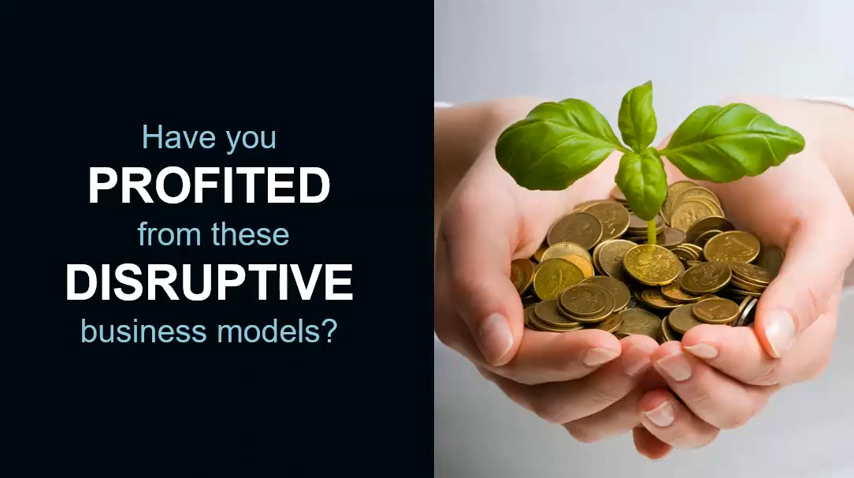 Have you
PROFITED
from these
DISRUPTIVE
business models?